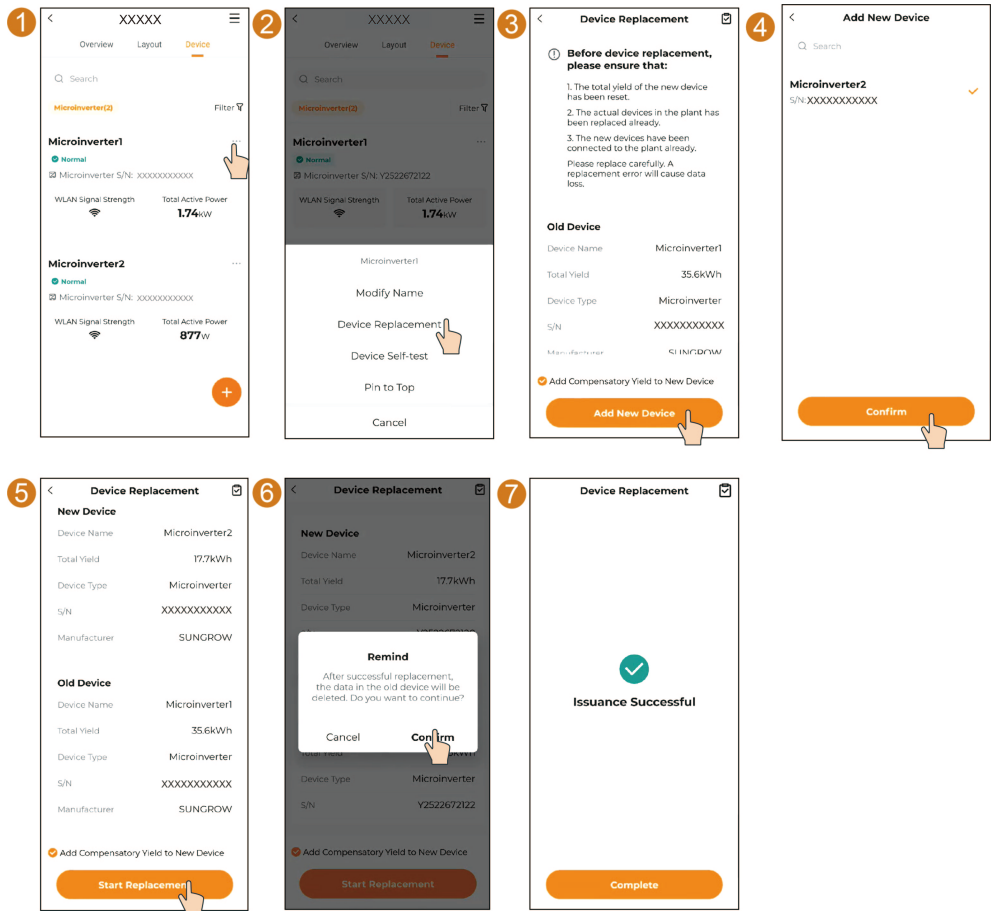 1
XXXXX
Overview Layout Device
Search
Microinverter(2) Filter
Microinverter1
Normal
Microinverter S/N: XXXXXXXXXXX
WLAN Signal Strength Total Active Power
1.74kW
Microinverter2
Normal
Microinverter S/N: XXXXXXXXXXX
WLAN Signal Strength Total Active Power
877W
+
2
XXXXX
Overview Layout Device
Search
Microinverter(2) Filter
Microinverter1
Normal
Microinverter S/N: Y2522672122
WLAN Signal Strength Total Active Power
1.74kW
Microinverter1
Modify Name
Device Replacement
Device Self-test
Pin to Top
Cancel
3
Device Replacement
Before device replacement,
please ensure that:
1. The total yield of the new device
has been reset.
2. The actual devices in the plant has
been replaced already.
3. The new devices have been
connected to the plant already.
Please replace carefully. A
replacement error will cause data
loss.
Old Device
Device Name Microinverter1
Total Yield 35.6kWh
Device Type Microinverter
S/N XXXXXXXXXXX
Manufacturer SUNGROW
Add Compensatory Yield to New Device
Add New Device
4
Add New Device
Search
Microinverter2
S/N:XXXXXXXXXXX
Confirm
5
Device Replacement
New Device
Device Name Microinverter2
Total Yield 17.7kWh
Device Type Microinverter
S/N XXXXXXXXXXX
Manufacturer SUNGROW
Old Device
Device Name Microinverter1
Total Yield 35.6kWh
Device Type Microinverter
S/N XXXXXXXXXXX
Manufacturer SUNGROW
Add Compensatory Yield to New Device
Start Replacement
6
Device Replacement
New Device
Device Name Microinverter2
Total Yield 17.7kWh
Device Type Microinverter
Remind
After successful replacement,
the data in the old device will be
deleted. Do you want to continue?
Cancel Confirm
Total Yield
Device Type Microinverter
S/N Y2522672122
Add Compensatory Yield to New Device
Start Replacement
7
Device Replacement
Issuance Successful
Complete